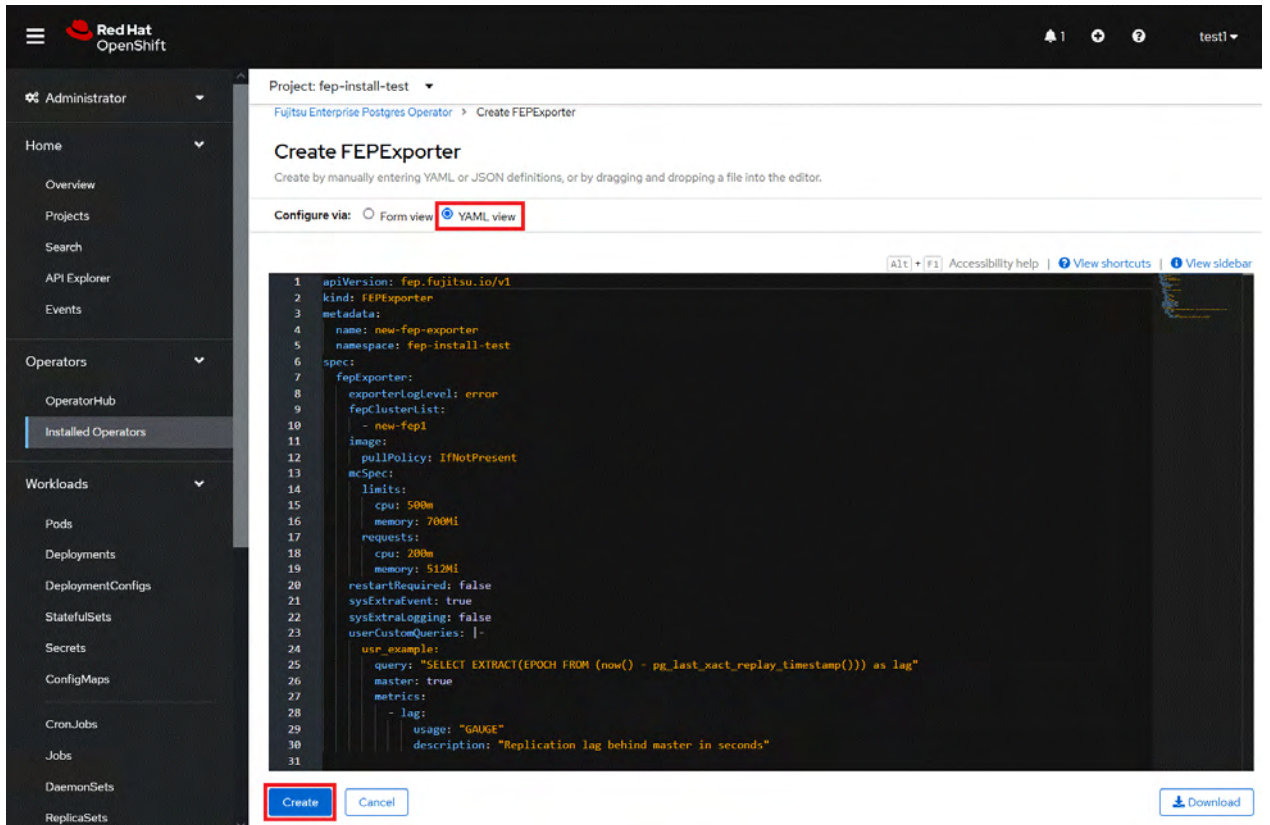 Red Hat
OpenShift
1
test1
Administrator
Home
Overview
Projects
Search
API Explorer
Events
Operators
OperatorHub
Installed Operators
Workloads
Pods
Deployments
DeploymentConfigs
StatefulSets
Secrets
ConfigMaps
CronJobs
Jobs
DaemonSets
ReplicaSets
Project: fep-install-test
Fujitsu Enterprise Postgres Operator > Create FEPExporter
Create FEPExporter
Create by manually entering YAML or JSON definitions, or by dragging and dropping a file into the editor.
Configure via: Form view YAML view
Alt + F1 Accessibility help | View shortcuts | View sidebar
1 apiVersion: fep.fujitsu.io/v1
2 kind: FEPExporter
3 metadata:
4 name: new-fep-exporter
5 namespace: fep-install-test
6 spec:
7 fepExporter:
8 exporterLogLevel: error
9 fepClusterList:
10 - new-fep1
11 image:
12 pullPolicy: IfNotPresent
13 mcSpec:
14 limits:
15 cpu: 500m
16 memory: 700Mi
17 requests:
18 cpu: 200m
19 memory: 512Mi
20 restartRequired: false
21 sysExtraEvent: true
22 sysExtraLogging: false
23 userCustomQueries: |-
24 usr_example:
25 query: "SELECT EXTRACT(EPOCH FROM (now() - pg_last_xact_replay_timestamp())) as lag"
26 master: true
27 metrics:
28 - lag:
29 usage: "GAUGE"
30 description: "Replication lag behind master in seconds"
31
Create Cancel Download